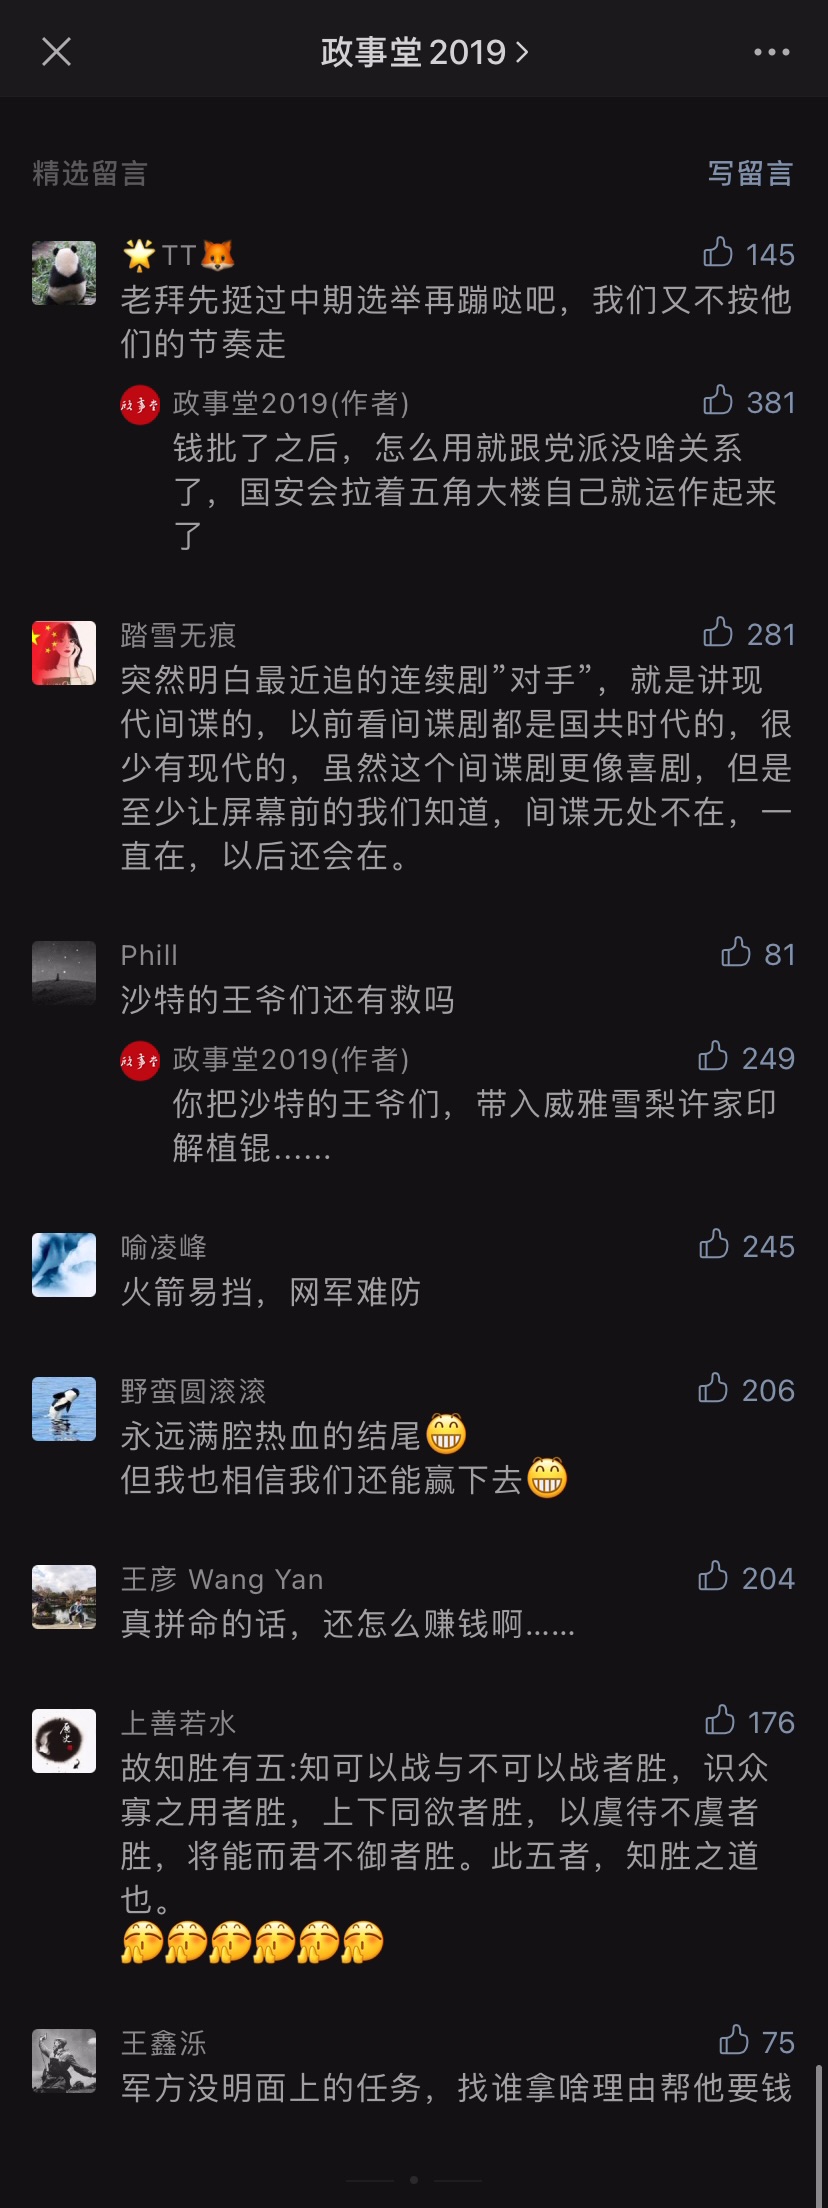 政事堂2019
精选留言
写留言
🌟TT🦊
145
老拜先挺过中期选举再蹦哒吧，我们又不按他
们的节奏走
政事堂2019(作者)
381
钱批了之后，怎么用就跟党派没啥关系
了，国安会拉着五角大楼自己就运作起来
了
踏雪无痕
281
突然明白最近追的连续剧”对手”，就是讲现
代间谍的，以前看间谍剧都是国共时代的，很
少有现代的，虽然这个间谍剧更像喜剧，但是
至少让屏幕前的我们知道，间谍无处不在，一
直在，以后还会在。
Phill
81
沙特的王爷们还有救吗
政事堂2019(作者)
249
你把沙特的王爷们，带入威雅雪梨许家印
解植锟......
喻凌峰
245
火箭易挡，网军难防
野蛮圆滚滚
206
永远满腔热血的结尾😁
但我也相信我们还能赢下去😁
王彦 Wang Yan
204
真拼命的话，还怎么赚钱啊......
上善若水
176
故知胜有五:知可以战与不可以战者胜，识众
寡之用者胜，上下同欲者胜，以虞待不虞者
胜，将能而君不御者胜。此五者，知胜之道
也。
王鑫泺
75
军方没明面上的任务，找谁拿啥理由帮他要钱